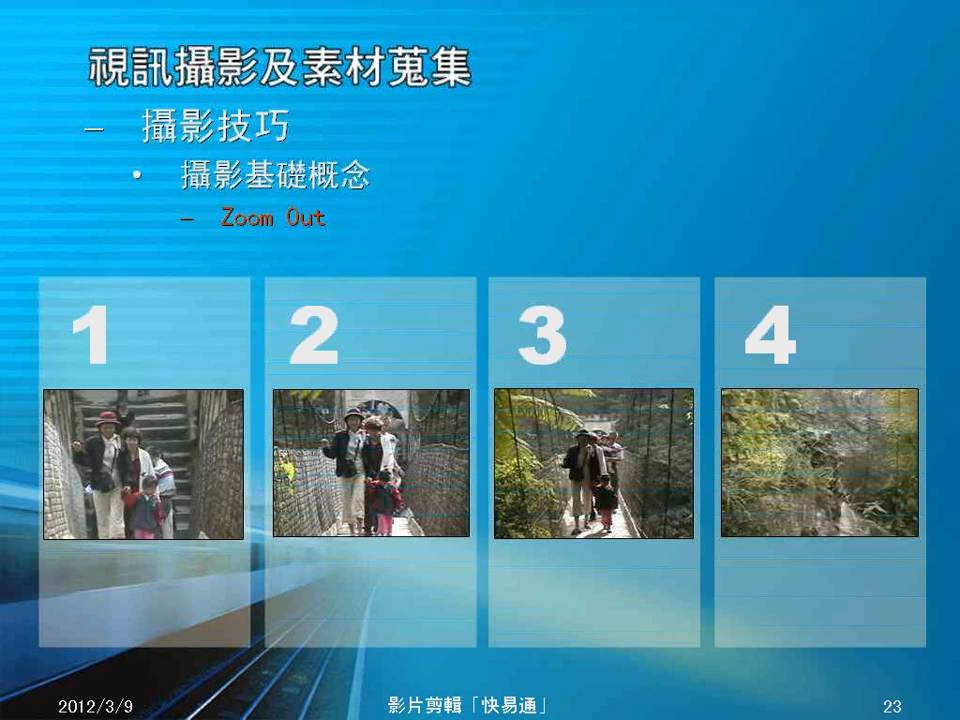 視訊攝影及素材蒐集
– 攝影技巧
• 攝影基礎概念
– Zoom Out
1 2 3 4
2012/3/9 影片剪輯「快易通」 23